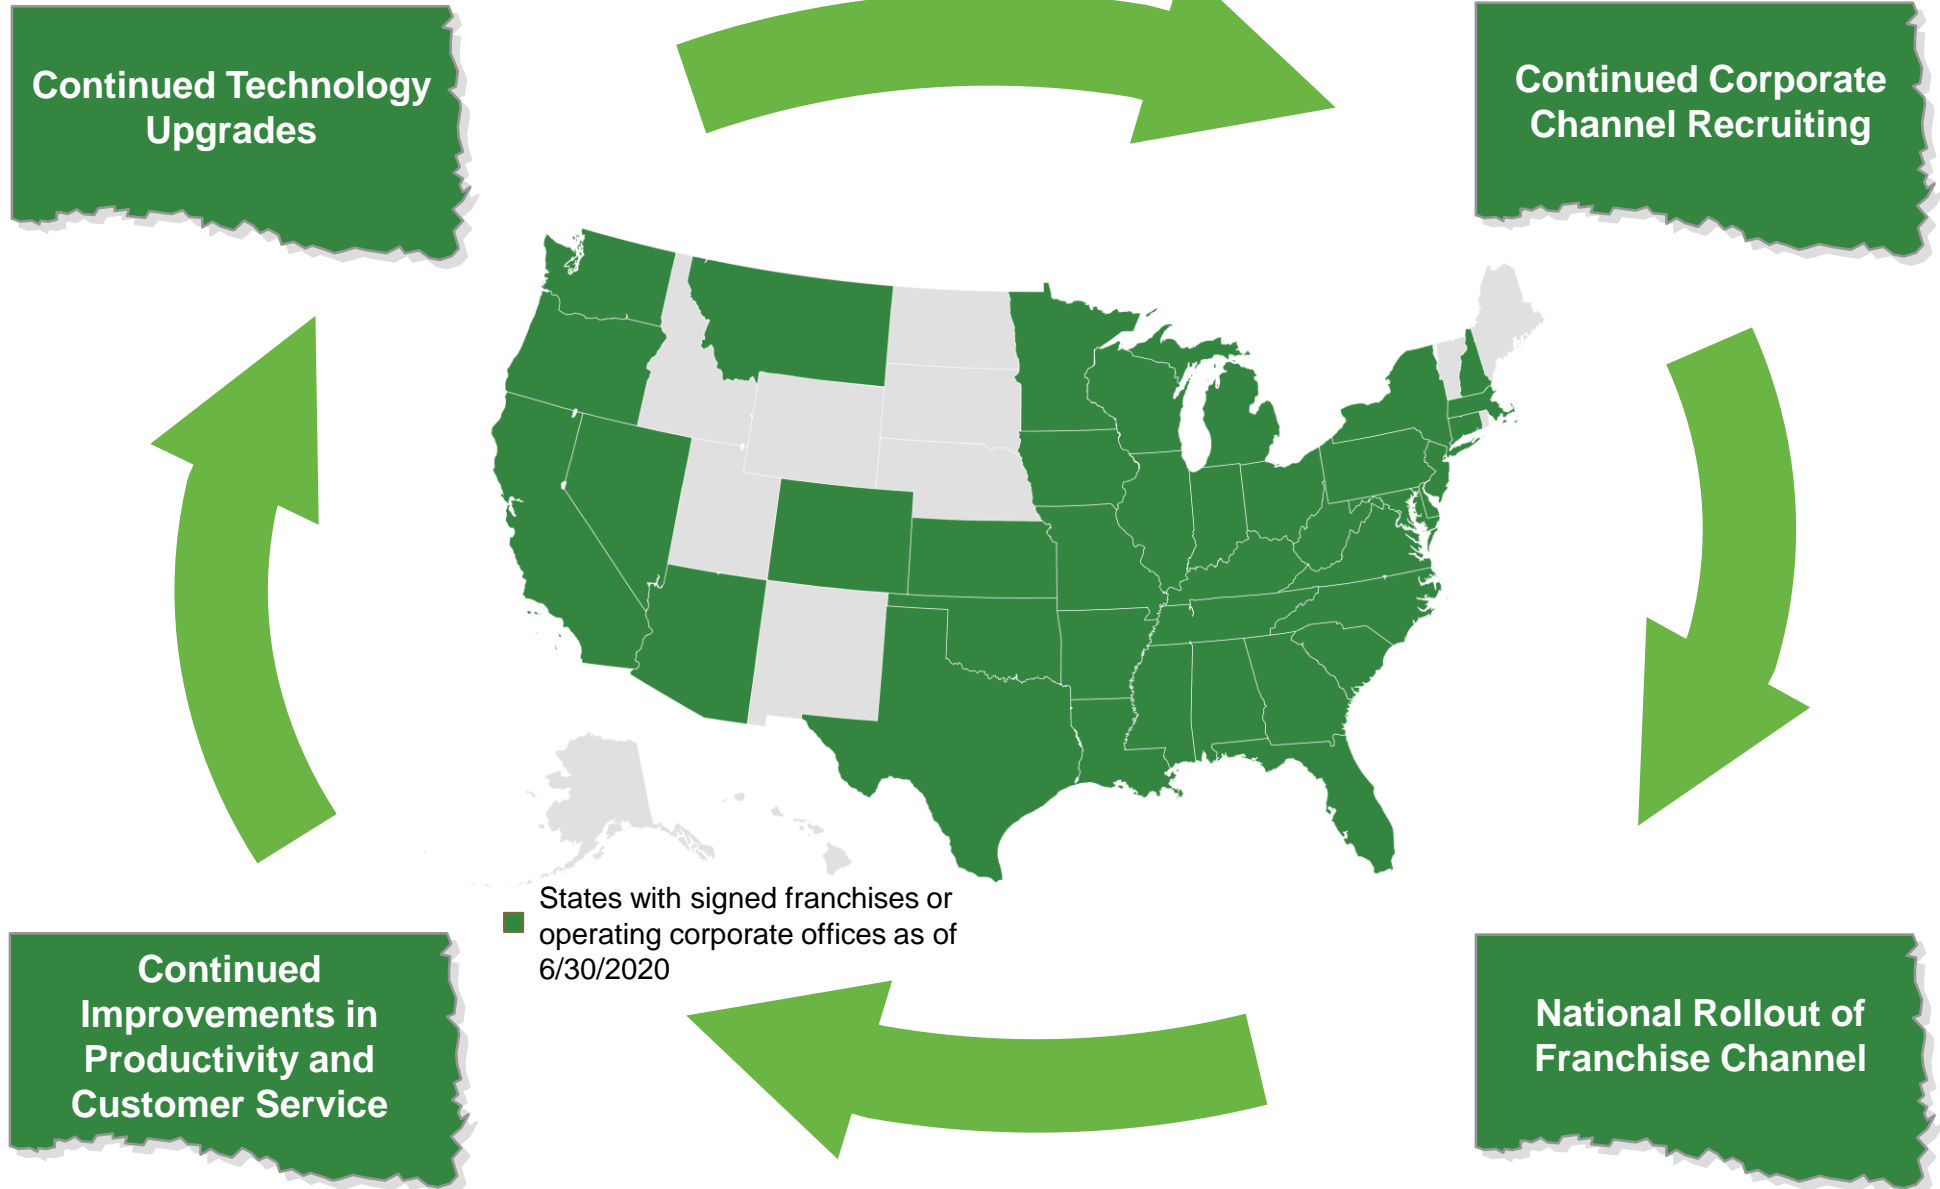 Continued Technology
Upgrades
Continued Corporate
Channel Recruiting
States with signed franchises or
operating corporate offices as of
6/30/2020
Continued
Improvements in
Productivity and
Customer Service
National Rollout of
Franchise Channel